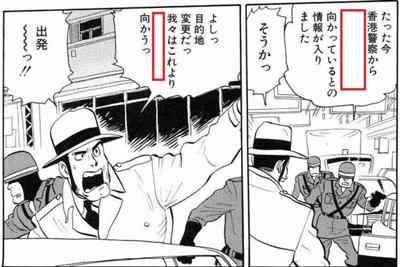 たった今
香港警察から
向かっているとの
情報が入り
ました
そうかっ
よしっ
目的地
変更だっ
我々はこれより
向かうっ
出発
〜〜っ!!